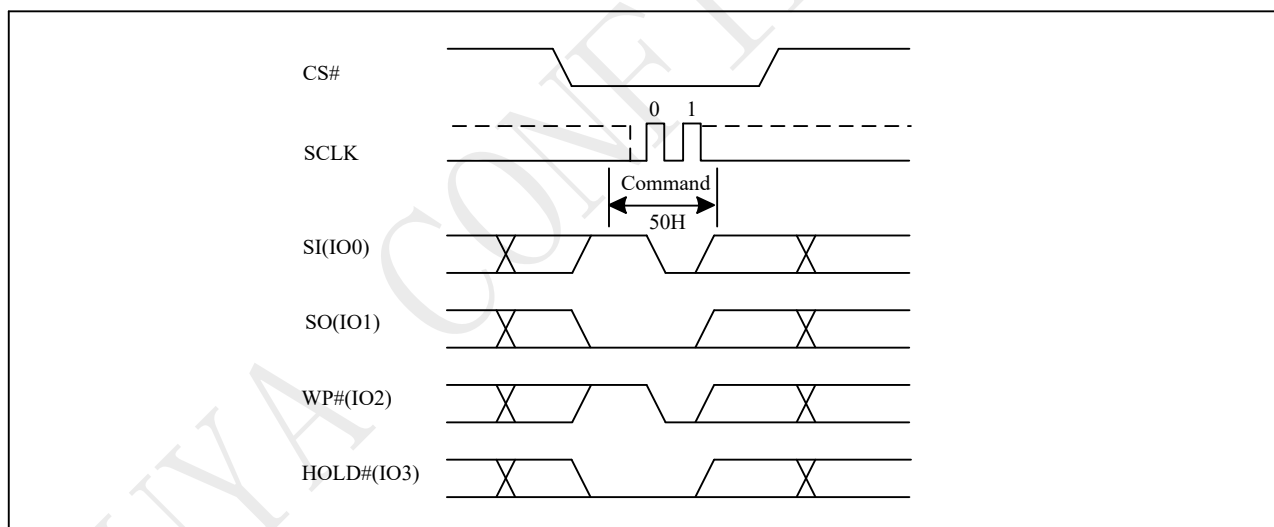 CS#
0 1
SCLK
Command
50H
SI(IO0)
SO(IO1)
WP#(IO2)
HOLD#(IO3)